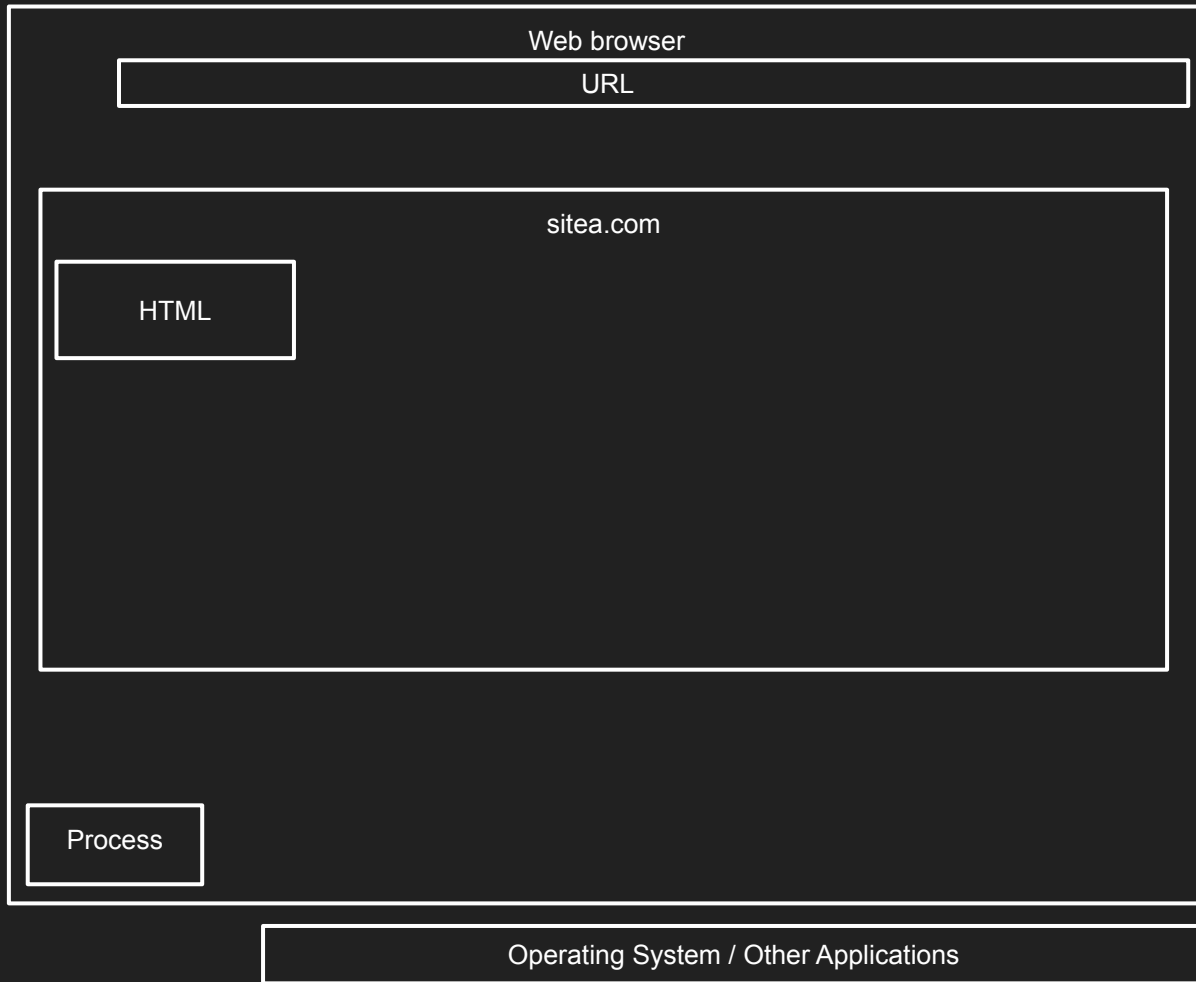 Web browser
URL
sitea.com
HTML
Process
Operating System / Other Applications